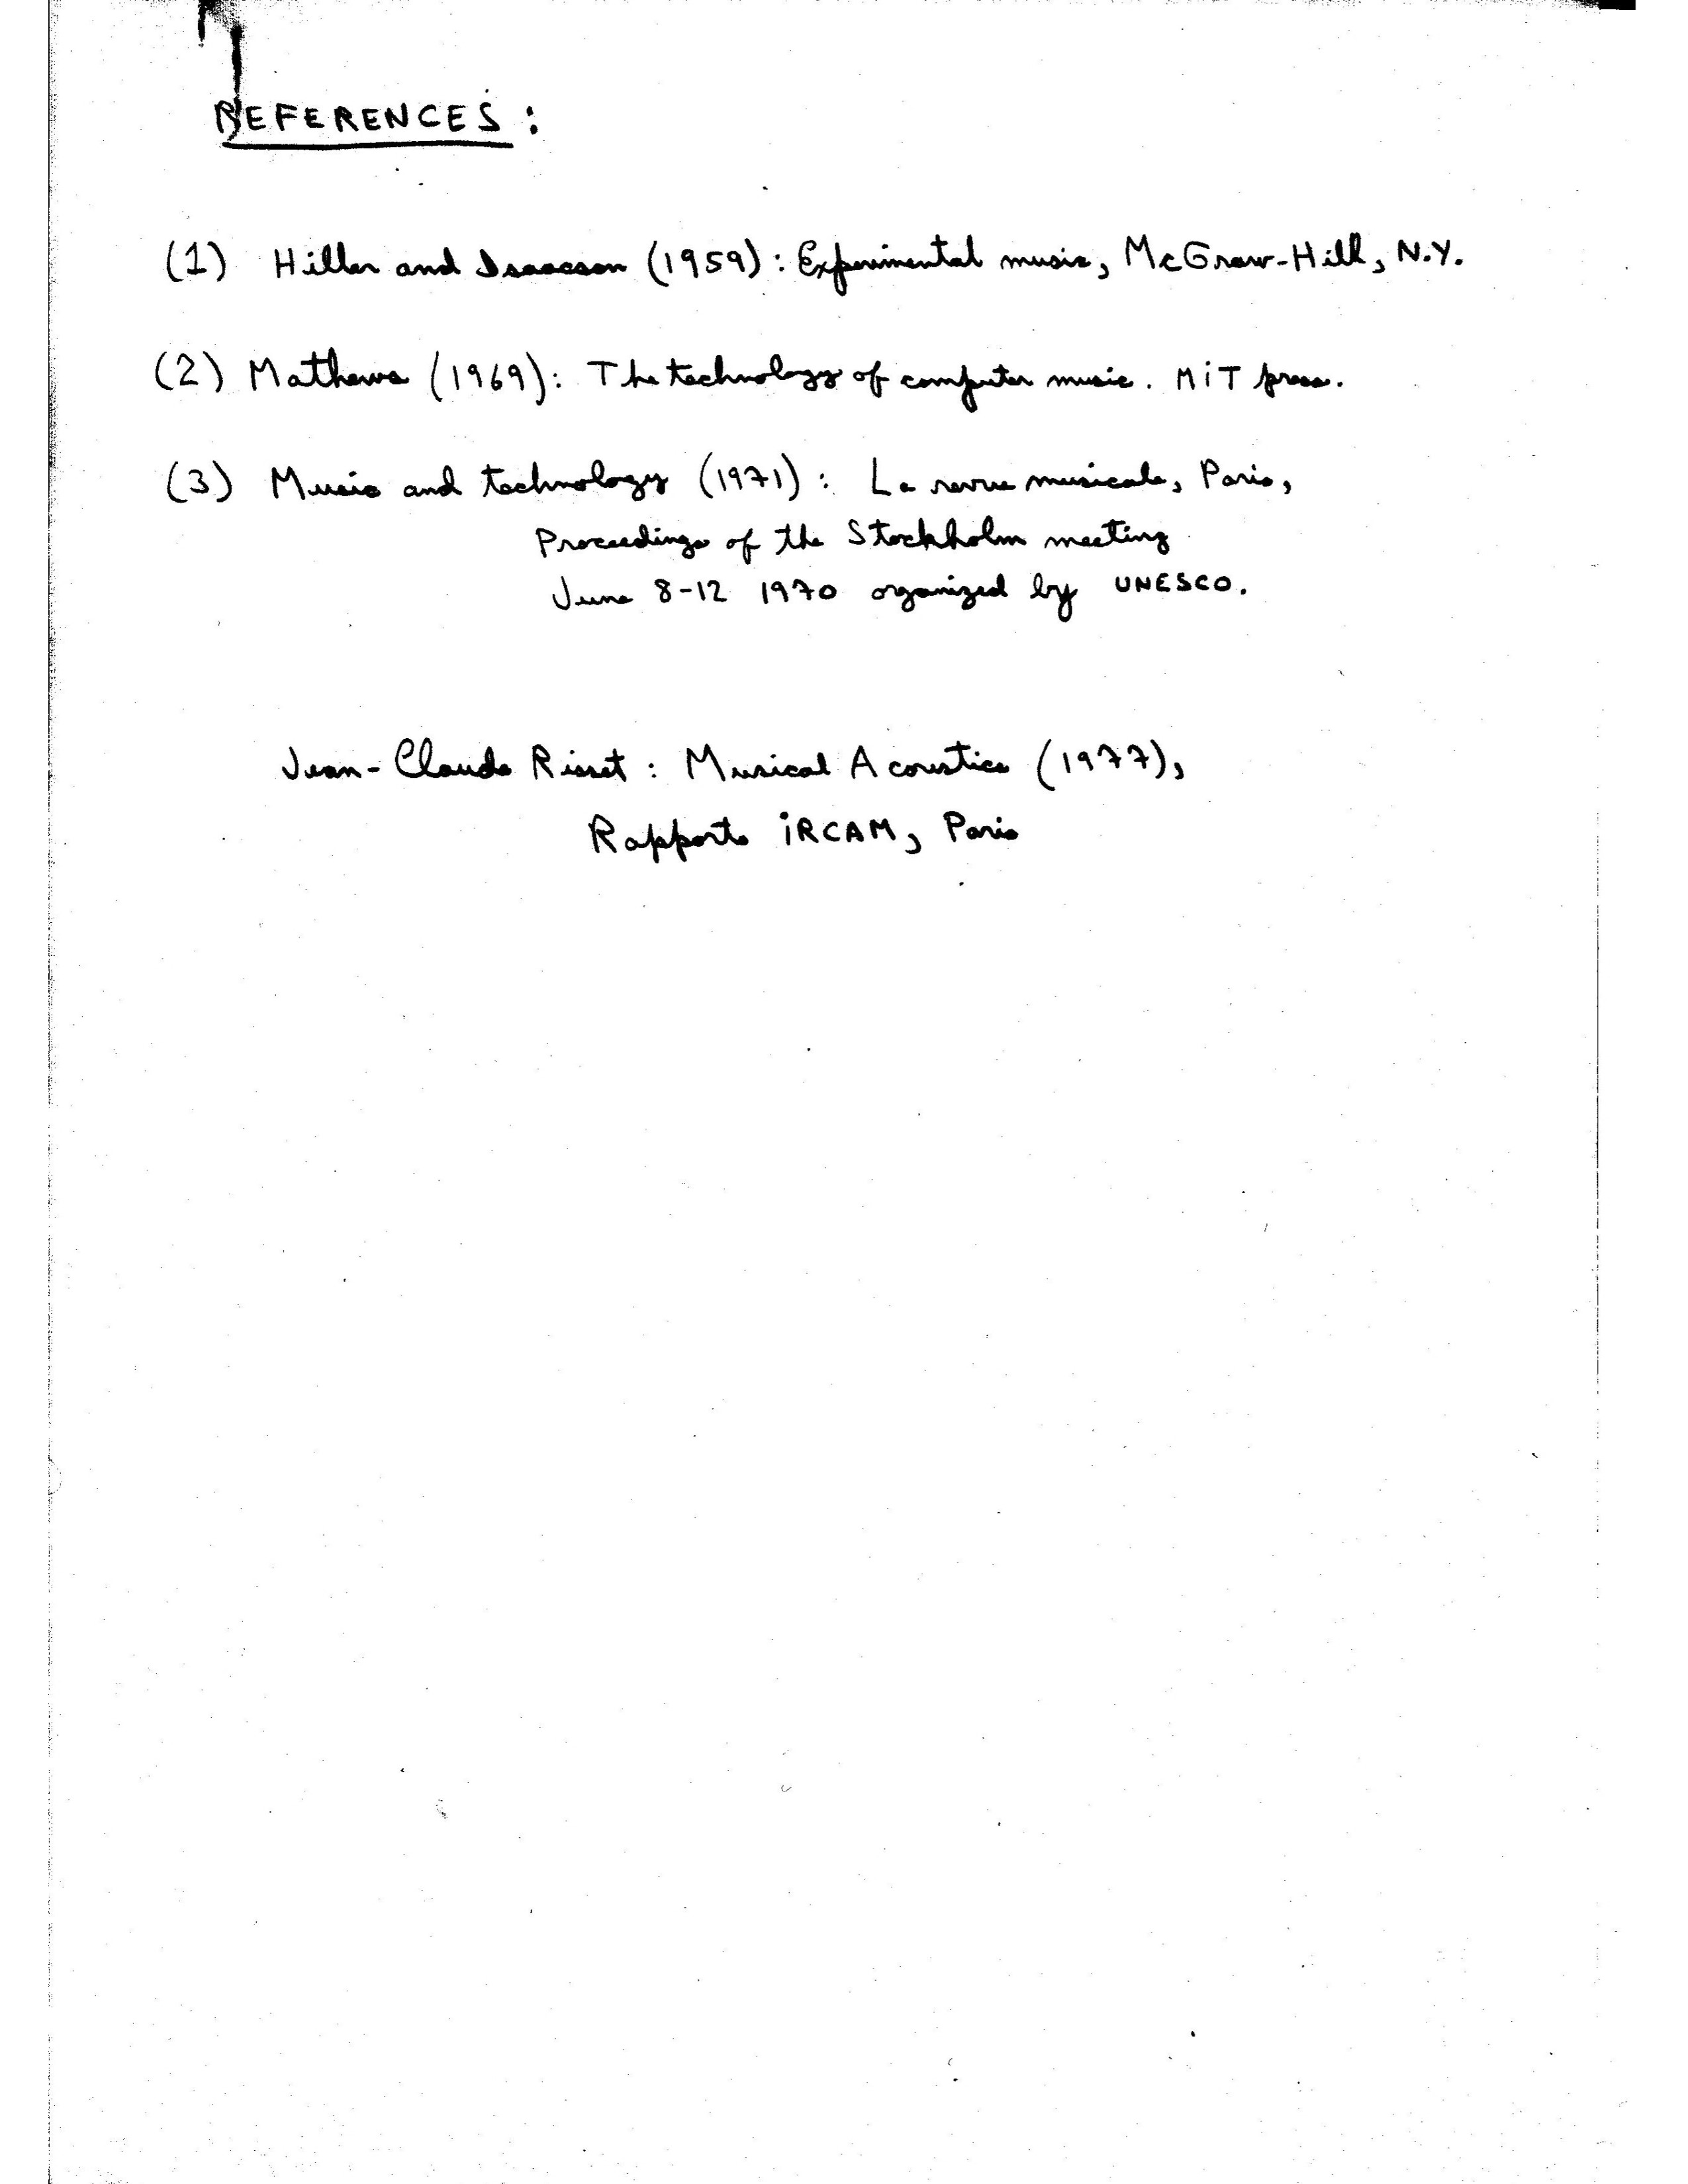 REFERENCES :
(1) Hiller and Isaacson (1959) : Experimental music, McGraw-Hill, N.Y.
(2) Mathews (1969) : The technology of computer music. MIT press.
(3) Music and technology (1971) : La revue musicale, Paris,
Proceedings of the Stockholm meeting
June 8-12 1970 organized by UNESCO.
Jean-Claude Risset : Musical Acoustics (1977),
Rapports IRCAM, Paris